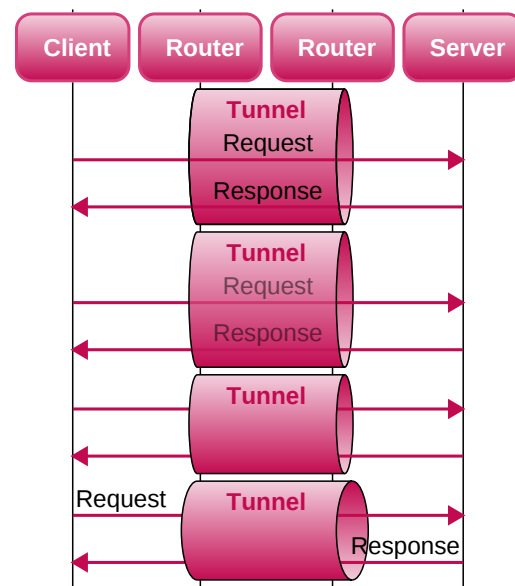 Client
Router
Router
Server
Tunnel
Request
Response
Tunnel
Request
Response
Tunnel
Tunnel
Request
Response